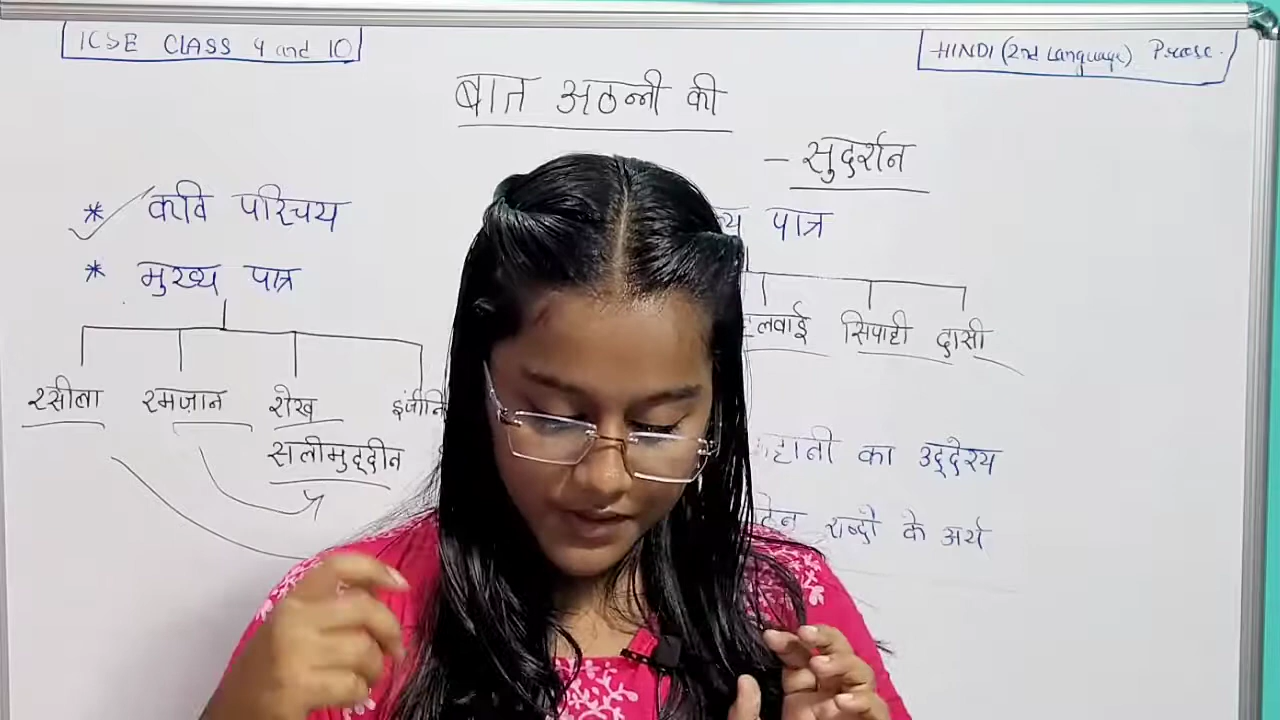 ICSE CLASS 9 and 10
HINDI (2nd Language) Prose.
बात अठन्नी की
- सुदर्शन
* कवि परिचय
* मुख्य पात्र
रसीला रमज़ान शेख
सलीमुद्दीन
पात्र
सिपाही दासी
का उद्देश्य
शब्दों के अर्थ